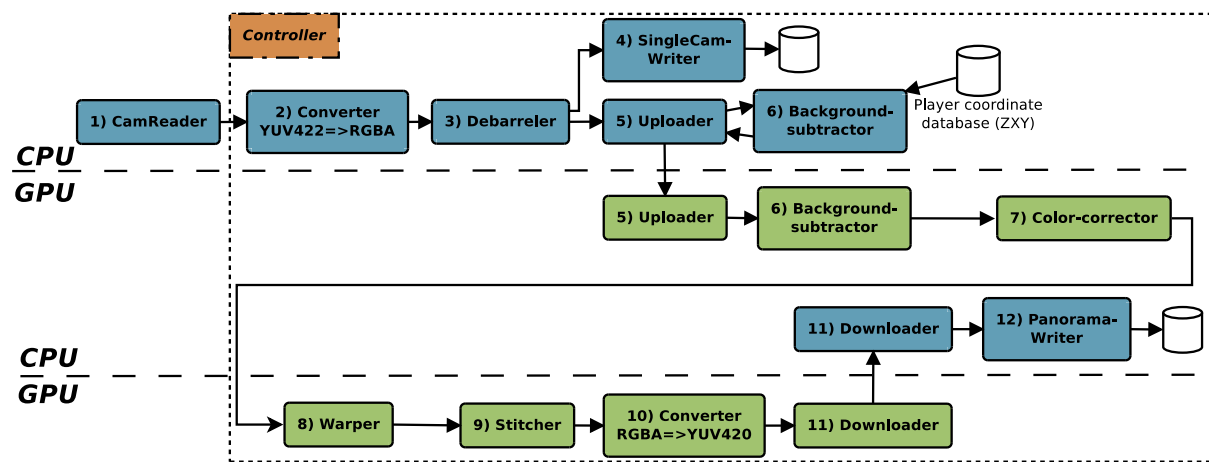 Controller
4) SingleCam-
Writer
1) CamReader
2) Converter
YUV422=>RGBA
3) Debarreler
5) Uploader
6) Background-
subtractor
Player coordinate
database (ZXY)
CPU
GPU
5) Uploader
6) Background-
subtractor
7) Color-corrector
11) Downloader
12) Panorama-
Writer
CPU
GPU
8) Warper
9) Stitcher
10) Converter
RGBA=>YUV420
11) Downloader